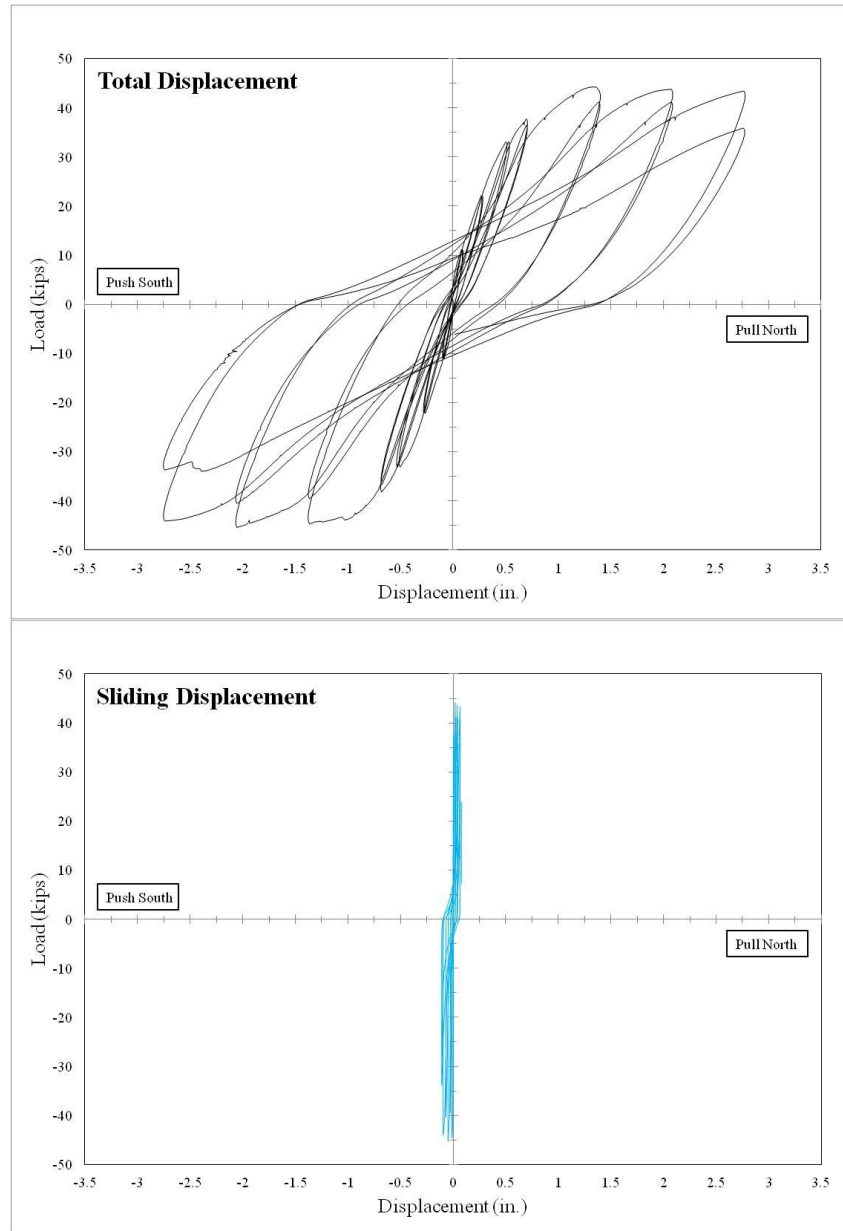 Total Displacement
50
40
30
20
10
0
-10
-20
-30
-40
-50
Load (kips)
Push South
Pull North
-3.5 -3 -2.5 -2 -1.5 -1 -0.5 0 0.5 1 1.5 2 2.5 3 3.5
Displacement (in.)
Sliding Displacement
50
40
30
20
10
0
-10
-20
-30
-40
-50
Load (kips)
Push South
Pull North
-3.5 -3 -2.5 -2 -1.5 -1 -0.5 0 0.5 1 1.5 2 2.5 3 3.5
Displacement (in.)